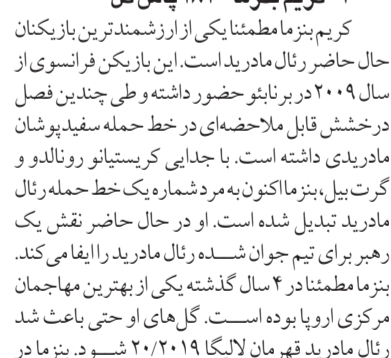 کریم بنزما مطمئنا یکی از ارزشمندترین بازیکنان
حال حاضر رئال مادرید است. این بازیکن فرانسوی از
سال ۲۰۰۹ در برنابئو حضور داشته و طی چندین فصل
درخشش قابل ملاحضه‌ای در خط حمله سفیدپوشان
مادریدی داشته است. با جدایی کریستیانو رونالدو و
گرت بیل، بنزما اکنون به مرد شماره یک خط حمله رئال
مادرید تبدیل شده است. او در حال حاضر نقش یک
رهبر برای تیم جوان شده رئال مادرید را ایفا می‌کند.
بنزما مطمئنا در ۴ سال گذشته یکی از بهترین مهاجمان
مرکزی اروپا بوده است. گل‌های او حتی باعث شد
رئال مادرید قهرمان لالیگا ۲۰/۲۰۱۹ شود. بنزما در